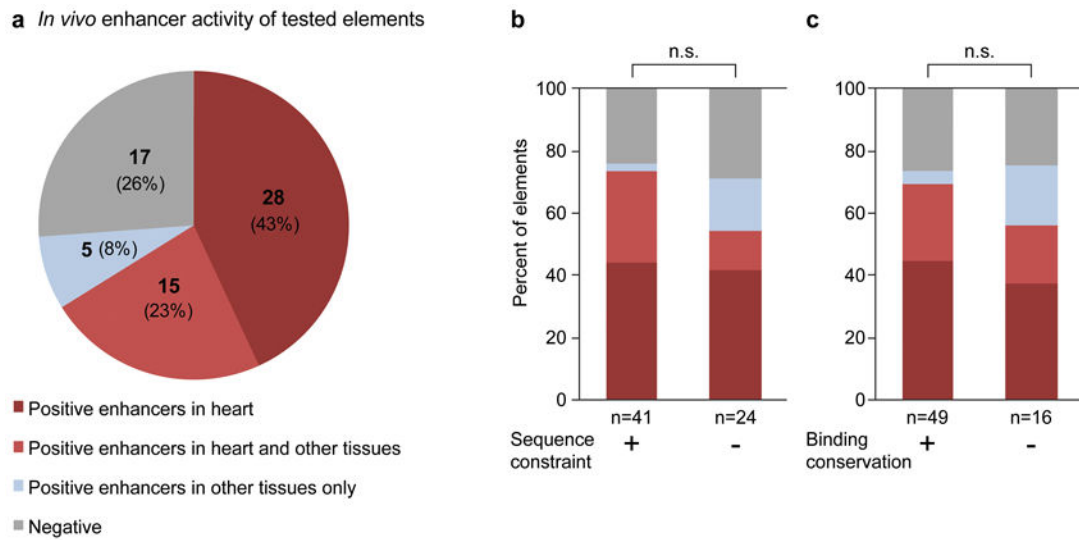 a In vivo enhancer activity of tested elements
17
(26%)
28
(43%)
5 (8%)
15
(23%)
Positive enhancers in heart
Positive enhancers in heart and other tissues
Positive enhancers in other tissues only
Negative
b
n.s.
Percent of elements
100
80
60
40
20
0
n=41
n=24
Sequence
constraint
+
-
c
n.s.
100
80
60
40
20
0
n=49
n=16
Binding
conservation
+
-